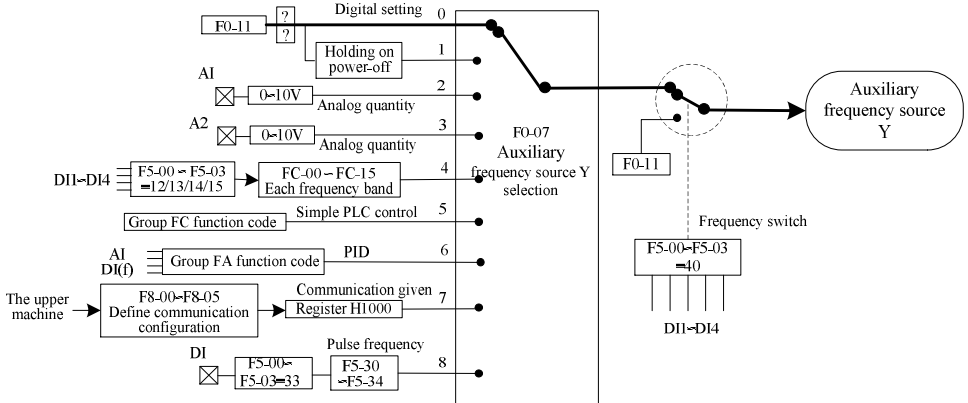 Digital setting
0
F0-11
?
?
Holding on
power-off
1
AI
0~10V
2
Analog quantity
A2
0~10V
3
Analog quantity
F0-07
Auxiliary
frequency source Y
selection
DI1~DI4
F5-00~F5-03
=12/13/14/15
FC-00~FC-15
Each frequency band
4
Group FC function code
Simple PLC control
5
AI
DI(f)
Group FA function code
PID
6
The upper
machine
F8-00~F8-05
Define communication
configuration
Communication given
Register H1000
7
DI
F5-00~
F5-03=33
Pulse frequency
F5-30
~F5-34
8
F0-11
Frequency switch
F5-00~F5-03
=40
DI1~DI4
Auxiliary
frequency source
Y